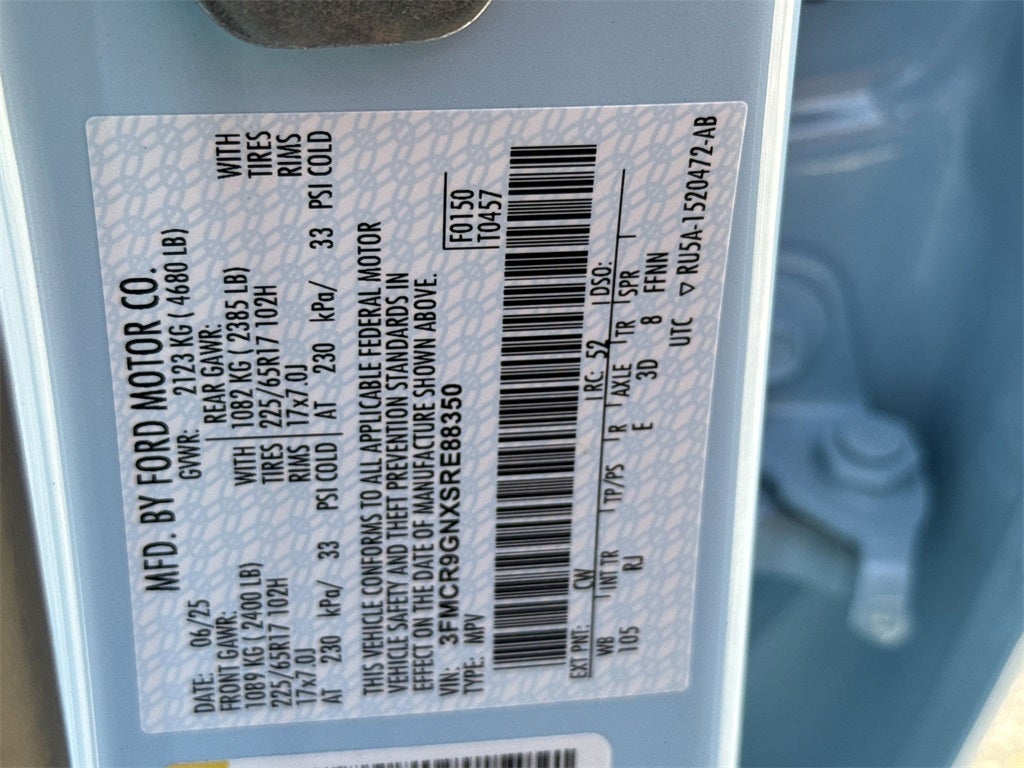 MFD. BY FORD MOTOR CO.
DATE: 06/25 GVWR: 2123 KG ( 4680 LB)
FRONT GAWR: REAR GAWR:
1089 KG ( 2400 LB) WITH 1082 KG ( 2385 LB) WITH
225/65R17 102H TIRES 225/65R17 102H TIRES
17x7.0J RIMS 17x7.0J RIMS
AT 230 kPa/ 33 PSI COLD AT 230 kPa/ 33 PSI COLD
THIS VEHICLE CONFORMS TO ALL APPLICABLE FEDERAL MOTOR
VEHICLE SAFETY AND THEFT PREVENTION STANDARDS IN
EFFECT ON THE DATE OF MANUFACTURE SHOWN ABOVE.
VIN: 3FMCR9GNXSRE88350 F0150
TYPE: MPV T0457
EXT PNT: CW RC: 52 DSO:
WB INT TR TP/PS R AXLE TR SPR
105 RJ E 3D 8 FFNN
UTC ▽ RU5A-1520472-AB